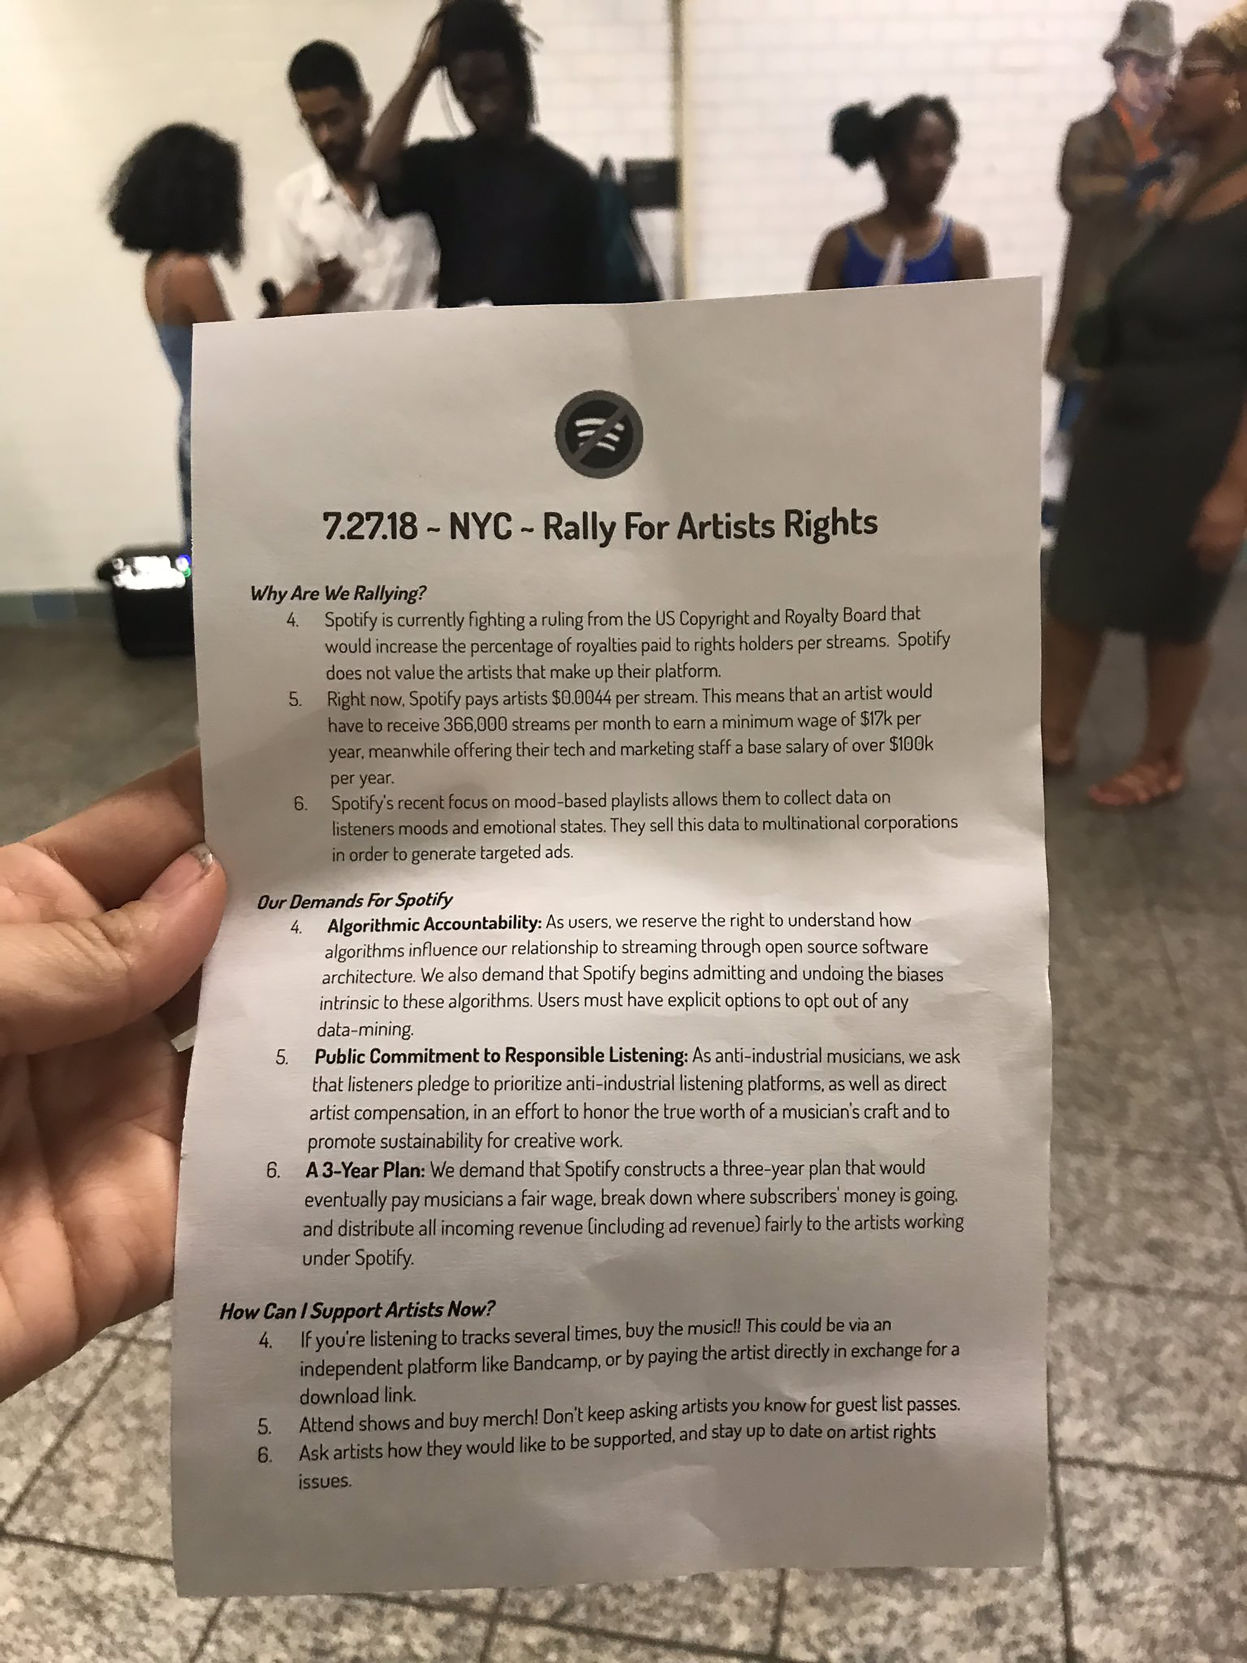 7.27.18 ~ NYC ~ Rally For Artists Rights
Why Are We Rallying?
4. Spotify is currently fighting a ruling from the US Copyright and Royalty Board that
would increase the percentage of royalties paid to rights holders per streams. Spotify
does not value the artists that make up their platform.
5. Right now, Spotify pays artists $0.0044 per stream. This means that an artist would
have to receive 366,000 streams per month to earn a minimum wage of $17k per
year, meanwhile offering their tech and marketing staff a base salary of over $100k
per year.
6. Spotify's recent focus on mood-based playlists allows them to collect data on
listeners moods and emotional states. They sell this data to multinational corporations
in order to generate targeted ads.
Our Demands For Spotify
4. Algorithmic Accountability: As users, we reserve the right to understand how
algorithms influence our relationship to streaming through open source software
architecture. We also demand that Spotify begins admitting and undoing the biases
intrinsic to these algorithms. Users must have explicit options to opt out of any
data-mining.
5. Public Commitment to Responsible Listening: As anti-industrial musicians, we ask
that listeners pledge to prioritize anti-industrial listening platforms, as well as direct
artist compensation, in an effort to honor the true worth of a musician's craft and to
promote sustainability for creative work.
6. A 3-Year Plan: We demand that Spotify constructs a three-year plan that would
eventually pay musicians a fair wage, break down where subscribers' money is going,
and distribute all incoming revenue (including ad revenue) fairly to the artists working
under Spotify.
How Can I Support Artists Now?
4. If you're listening to tracks several times, buy the music!! This could be via an
independent platform like Bandcamp, or by paying the artist directly in exchange for a
download link.
5. Attend shows and buy merch! Don't keep asking artists you know for guest list passes.
6. Ask artists how they would like to be supported, and stay up to date on artist rights
issues.